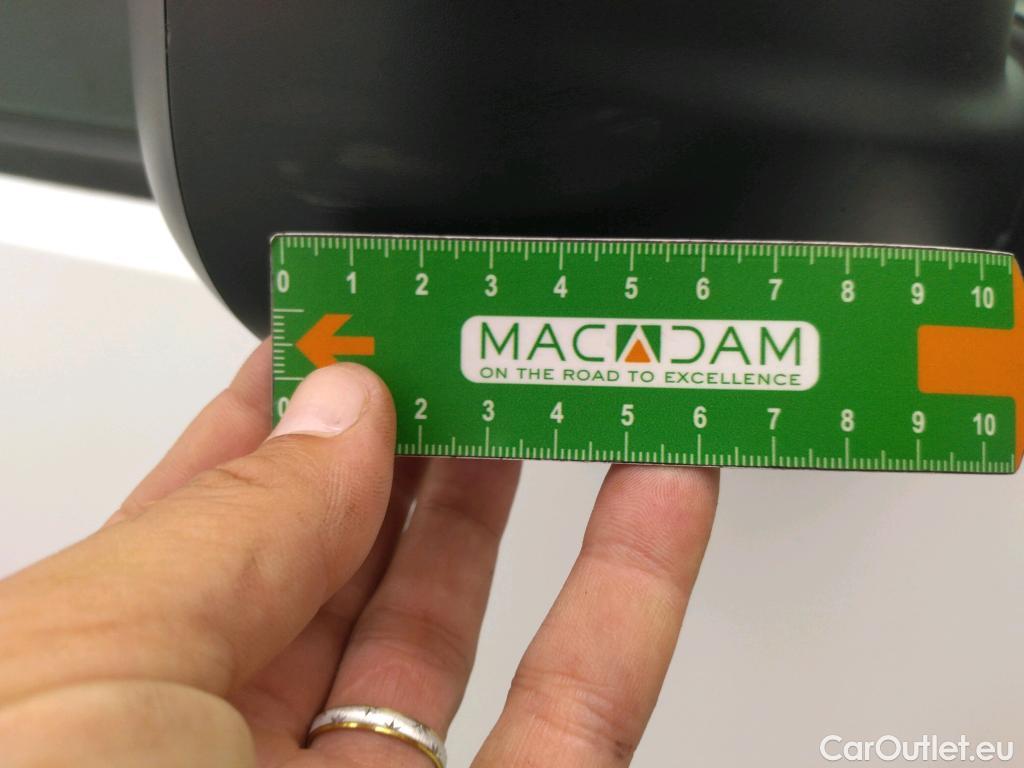 0 1 2 3 4 5 6 7 8 9 10
MACADAM
ON THE ROAD TO EXCELLENCE
0 2 3 4 5 6 7 8 9 10
CarOutlet.eu